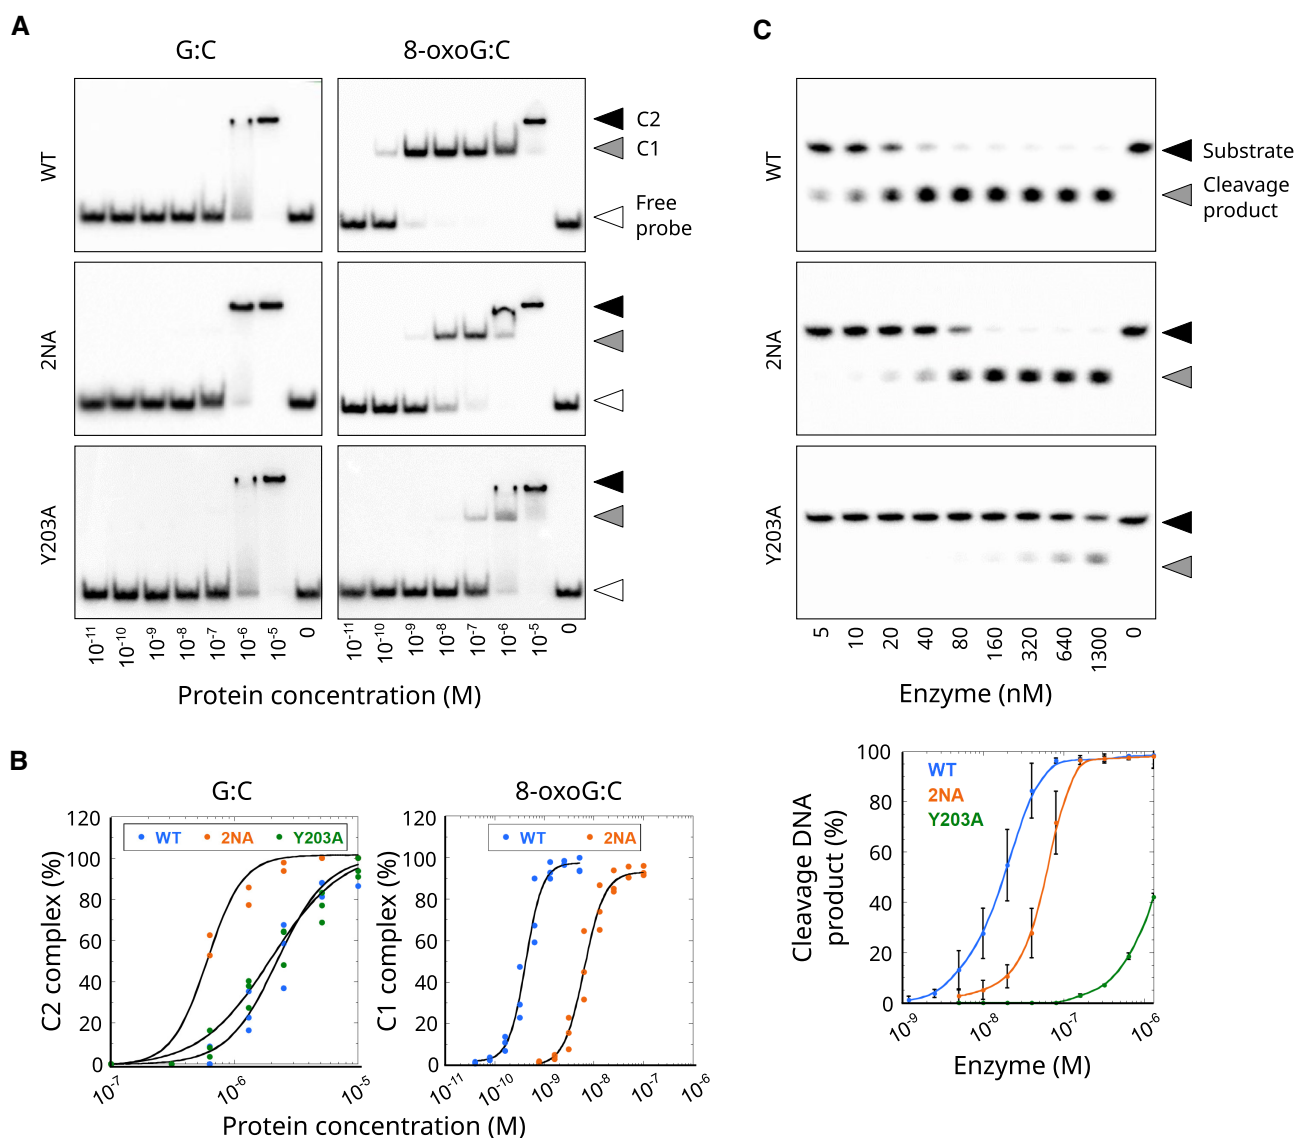 A
G:C
8-oxoG:C
WT
C2
C1
Free
probe
2NA
Y203A
10-11
10-10
10-9
10-8
10-7
10-6
10-5
0
10-11
10-10
10-9
10-8
10-7
10-6
10-5
0
Protein concentration (M)
C
WT
Substrate
Cleavage
product
2NA
Y203A
5
10
20
40
80
160
320
640
1300
0
Enzyme (nM)
B
G:C
C2 complex (%)
120
100
80
60
40
20
0
WT 2NA Y203A
10-7
10-6
10-5
8-oxoG:C
C1 complex (%)
120
100
80
60
40
20
0
WT 2NA
10-11
10-10
10-9
10-8
10-7
10-6
Protein concentration (M)
Cleavage DNA
product (%)
100
80
60
40
20
0
WT
2NA
Y203A
10-9
10-8
10-7
10-6
Enzyme (M)